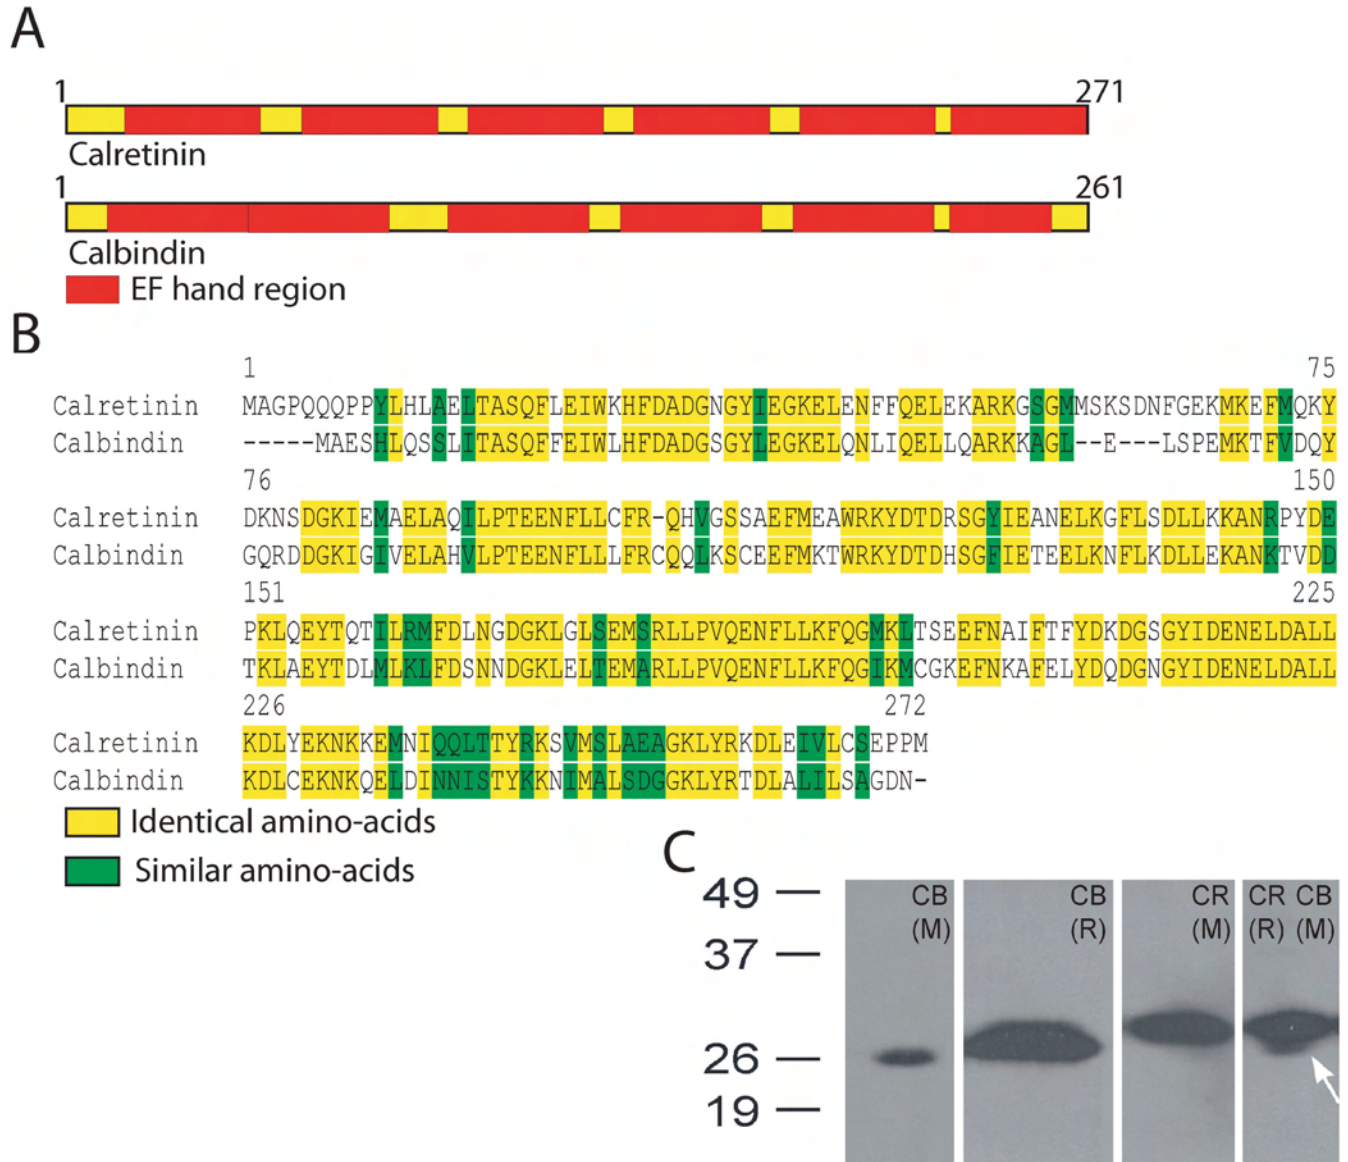 A
1 271
Calretinin
1 261
Calbindin
EF hand region
B
1 75
Calretinin MAGPQQQPPYLHLAELTASQFLEIWKHFDADGNGYIEGKELENFFQELEKARKGSGMMSKSDNFGEKMKEFMQKY
Calbindin -----MAESHLQSSLITASQFFEIWLHFDADGSGYLEGKELQNLIQELLQARKKAGL--E---LSPEMKTFVDQY
76 150
Calretinin DKNSDGKIEMAELAQILPTEENFLLCFR-QHVGSSAEFMEAWRKYDTDRSGYIEANELKGFLSDLLKKANRPYDE
Calbindin GQRDDGKIGIVELAHVLPTEENFLLLFRCQQLKSCEEFMKTWRKYDTDHSGFIETEELKNFLKDLLEKANKTVDD
151 225
Calretinin PKLQEYTQTILRMFDLNGDGKLGLSEMSRLLPVQENFLLKFQGMKLTSEEFNAIFTFYDKDGSGYIDENELDALL
Calbindin TKLAEYTDLMLKLFDSNNDGKLELTEMARLLPVQENFLLKFQGIKMCGKEFNKAFELYDQDGNGYIDENELDALL
226 272
Calretinin KDLYEKNKKEMNIQQLTTYRKSVMSLAEAGKLYRKDLEIVLCSEPPM
Calbindin KDLCEKNKQELDINNISTYKKNIMALSDGGKLYRTDLALILSAGDN-
Identical amino-acids
Similar amino-acids
C
49 CB CB CR CR CB
(M) (R) (M) (R) (M)
37
26
19